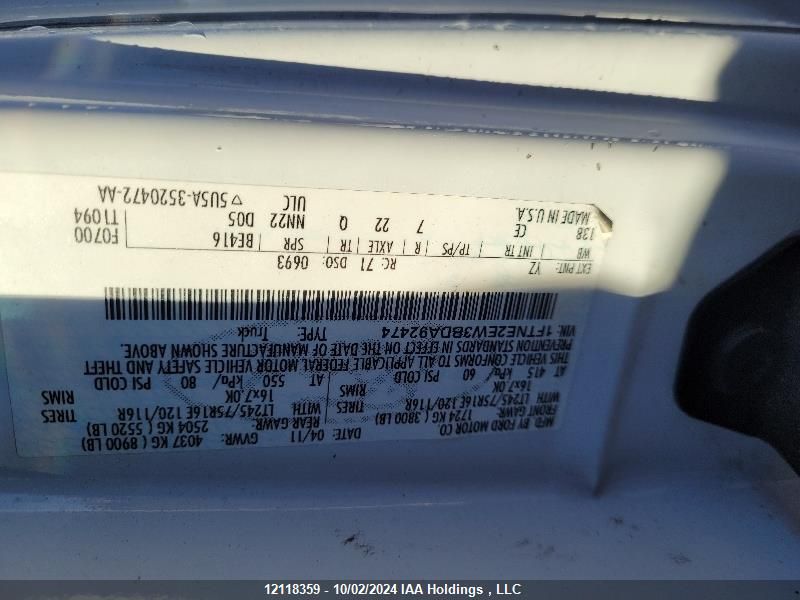 MFD. BY FORD MOTOR CO.
DATE: 04/11 GVWR: 4037 KG ( 8900 LB)
FRONT GAWR: REAR GAWR:
1724 KG ( 3800 LB) 2504 KG ( 5520 LB)
LT245/75R16E 120/116R TIRES WITH LT245/75R16E 120/116R TIRES
16x7.0K RIMS 16x7.0K RIMS
AT 415 kPa/ 60 PSI COLD AT 550 kPa/ 80 PSI COLD
THIS VEHICLE CONFORMS TO ALL APPLICABLE FEDERAL MOTOR VEHICLE SAFETY AND THEFT
PREVENTION STANDARDS IN EFFECT ON THE DATE OF MANUFACTURE SHOWN ABOVE.
VIN: 1FTNE2EW3BDA92474 TYPE: Truck
EXT PNT: YZ RC: 71 DSO: 0693
WB INT TR TP/PS R AXLE TR SPR BE416 F0700
138 CE 7 22 Q NN22 D05 T1094
MADE IN U.S.A. ULC ▽5U5A-3520472-AA
12118359 - 10/02/2024 IAA Holdings , LLC